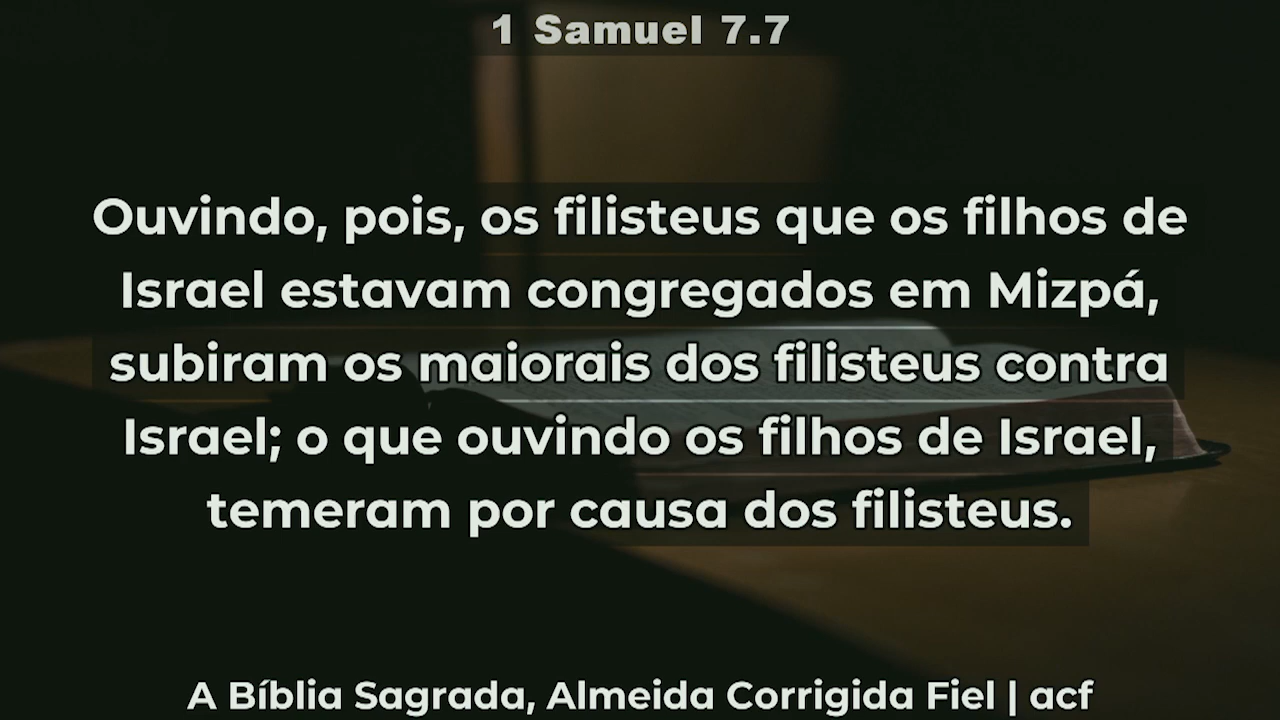 1 Samuel 7.7
Ouvindo, pois, os filisteus que os filhos de
Israel estavam congregados em Mizpá,
subiram os maiorais dos filisteus contra
Israel; o que ouvindo os filhos de Israel,
temeram por causa dos filisteus.
A Bíblia Sagrada, Almeida Corrigida Fiel | acf